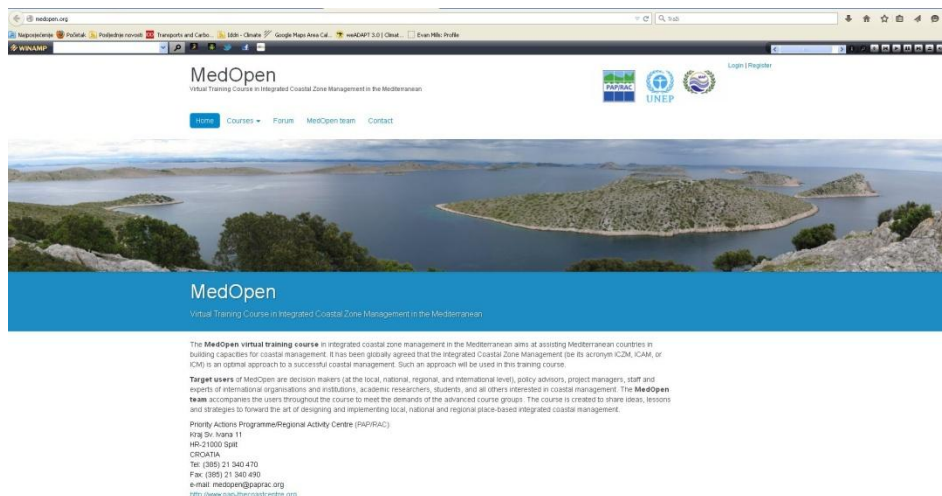 medopen.org
Najposjećenije Početak Posljednje novosti Transports and Carbo... Iddri - Climate Google Maps Area Cal... weADAPT 3.0 | Climat... Evan Mills: Profile
WINAMP
Login | Register
MedOpen
Virtual Training Course in Integrated Coastal Zone Management in the Mediterranean
PAP/RAC
UNEP
Home Courses Forum MedOpen team Contact
MedOpen
Virtual Training Course in Integrated Coastal Zone Management in the Mediterranean
The MedOpen virtual training course in integrated coastal zone management in the Mediterranean aims at assisting Mediterranean countries in
building capacities for coastal management. It has been globally agreed that the Integrated Coastal Zone Management (be its acronym ICZM, ICAM, or
ICM) is an optimal approach to a successful coastal management. Such an approach will be used in this training course.
Target users of MedOpen are decision makers (at the local, national, regional, and international level), policy advisors, project managers, staff and
experts of international organisations and institutions, academic researchers, students, and all others interested in coastal management. The MedOpen
team accompanies the users throughout the course to meet the demands of the advanced course groups. The course is created to share ideas, lessons
and strategies to forward the art of designing and implementing local, national and regional place-based integrated coastal management.
Priority Actions Programme/Regional Activity Centre (PAP/RAC)
Kraj Sv. Ivana 11
HR-21000 Split
CROATIA
Tel: (385) 21 340 470
Fax: (385) 21 340 490
e-mail: medopen@paprac.org
http://www.pap-thecoastcentre.org